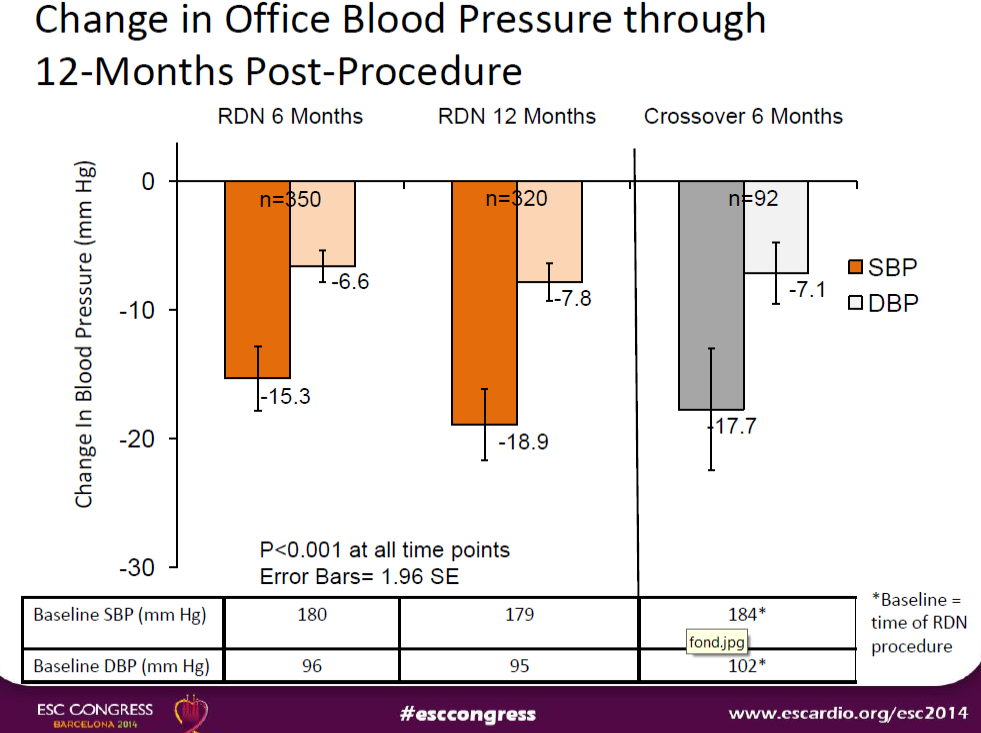 Change in Office Blood Pressure through
12-Months Post-Procedure
RDN 6 Months
RDN 12 Months
Crossover 6 Months
Change In Blood Pressure (mm Hg)
0
-10
-20
-30
n=350
n=320
n=92
-6.6
-15.3
-7.8
-18.9
-7.1
-17.7
SBP
DBP
P<0.001 at all time points
Error Bars= 1.96 SE
Baseline SBP (mm Hg) 180 179 184*
fond.jpg
Baseline DBP (mm Hg) 96 95 102*
*Baseline =
time of RDN
procedure
ESC CONGRESS
BARCELONA 2014
#esccongress
www.escardio.org/esc2014